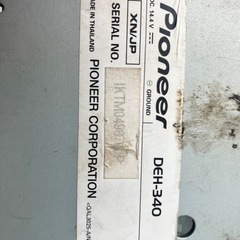 Pioneer
DEH-340
DC 14.4 V
⊖ GROUND
XN/JP
SERIAL NO.
PIONEER CORPORATION
MADE IN THAILAND